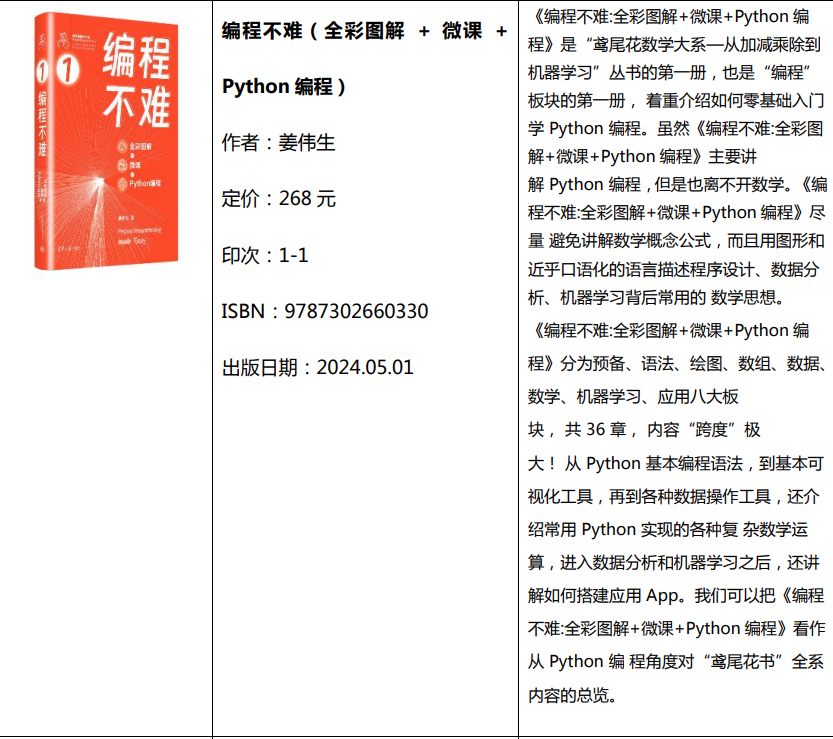 1
编程不难
1
编程
不难
全彩图解
+
微课
+
Python编程
编程不难（全彩图解 + 微课 +
Python 编程）
作者：姜伟生
定价：268 元
印次：1-1
ISBN：9787302660330
出版日期：2024.05.01
《编程不难:全彩图解+微课+Python 编
程》是“鸢尾花数学大系—从加减乘除到
机器学习”丛书的第一册，也是“编程”
板块的第一册， 着重介绍如何零基础入门
学 Python 编程。虽然《编程不难:全彩图
解+微课+Python 编程》主要讲
解 Python 编程，但是也离不开数学。《编
程不难:全彩图解+微课+Python 编程》尽
量 避免讲解数学概念公式，而且用图形和
近乎口语化的语言描述程序设计、数据分
析、机器学习背后常用的 数学思想。
《编程不难:全彩图解+微课+Python 编
程》分为预备、语法、绘图、数组、数据、
数学、机器学习、应用八大板
块， 共 36 章， 内容“跨度”极
大！ 从 Python 基本编程语法，到基本可
视化工具，再到各种数据操作工具，还介
绍常用 Python 实现的各种复 杂数学运
算，进入数据分析和机器学习之后，还讲
解如何搭建应用 App。我们可以把《编程
不难:全彩图解+微课+Python 编程》看作
从 Python 编 程角度对“鸢尾花书”全系
内容的总览。